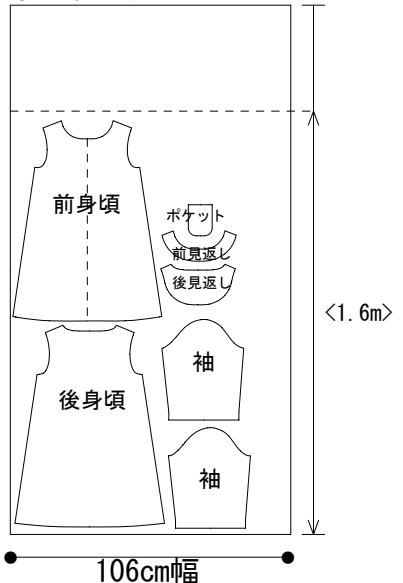 前身頃
ポケット
前見返し
後見返し
<1.6m>
袖
後身頃
袖
106cm幅